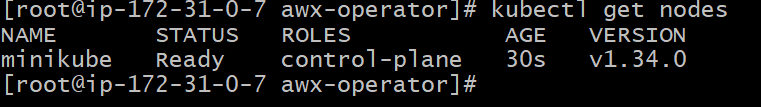 [root@ip-172-31-0-7 awx-operator]# kubectl get nodes
NAME       STATUS   ROLES           AGE   VERSION
minikube   Ready    control-plane   30s   v1.34.0
[root@ip-172-31-0-7 awx-operator]#